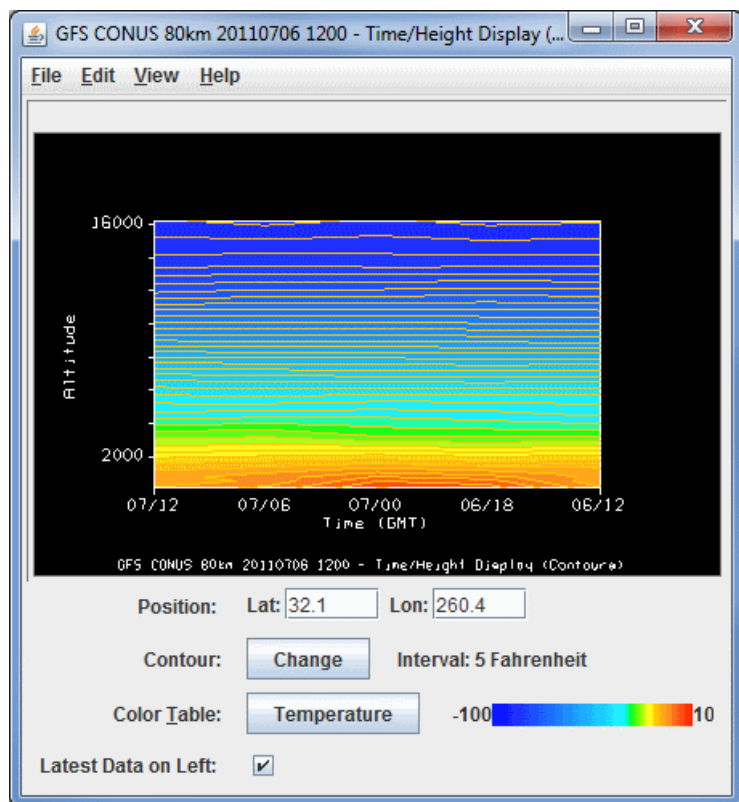 GFS CONUS 80km 20110706 1200 - Time/Height Display (...
File Edit View Help
16000
Altitude
2000
07/12 07/06 07/00 06/18 06/12
Time (GMT)
GFS CONUS 80km 20110706 1200 - Time/Height Display (Contours)
Position: Lat: 32.1 Lon: 260.4
Contour: Change Interval: 5 Fahrenheit
Color Table: Temperature -100 10
Latest Data on Left: